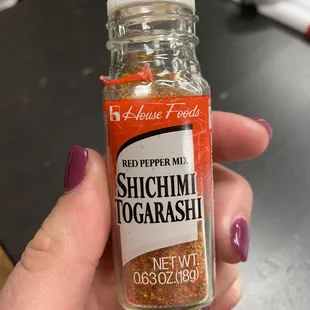 House Foods
RED PEPPER MIX
SHICHIMI
TOGARASHI
NET WT.
0.63 OZ.(18g)